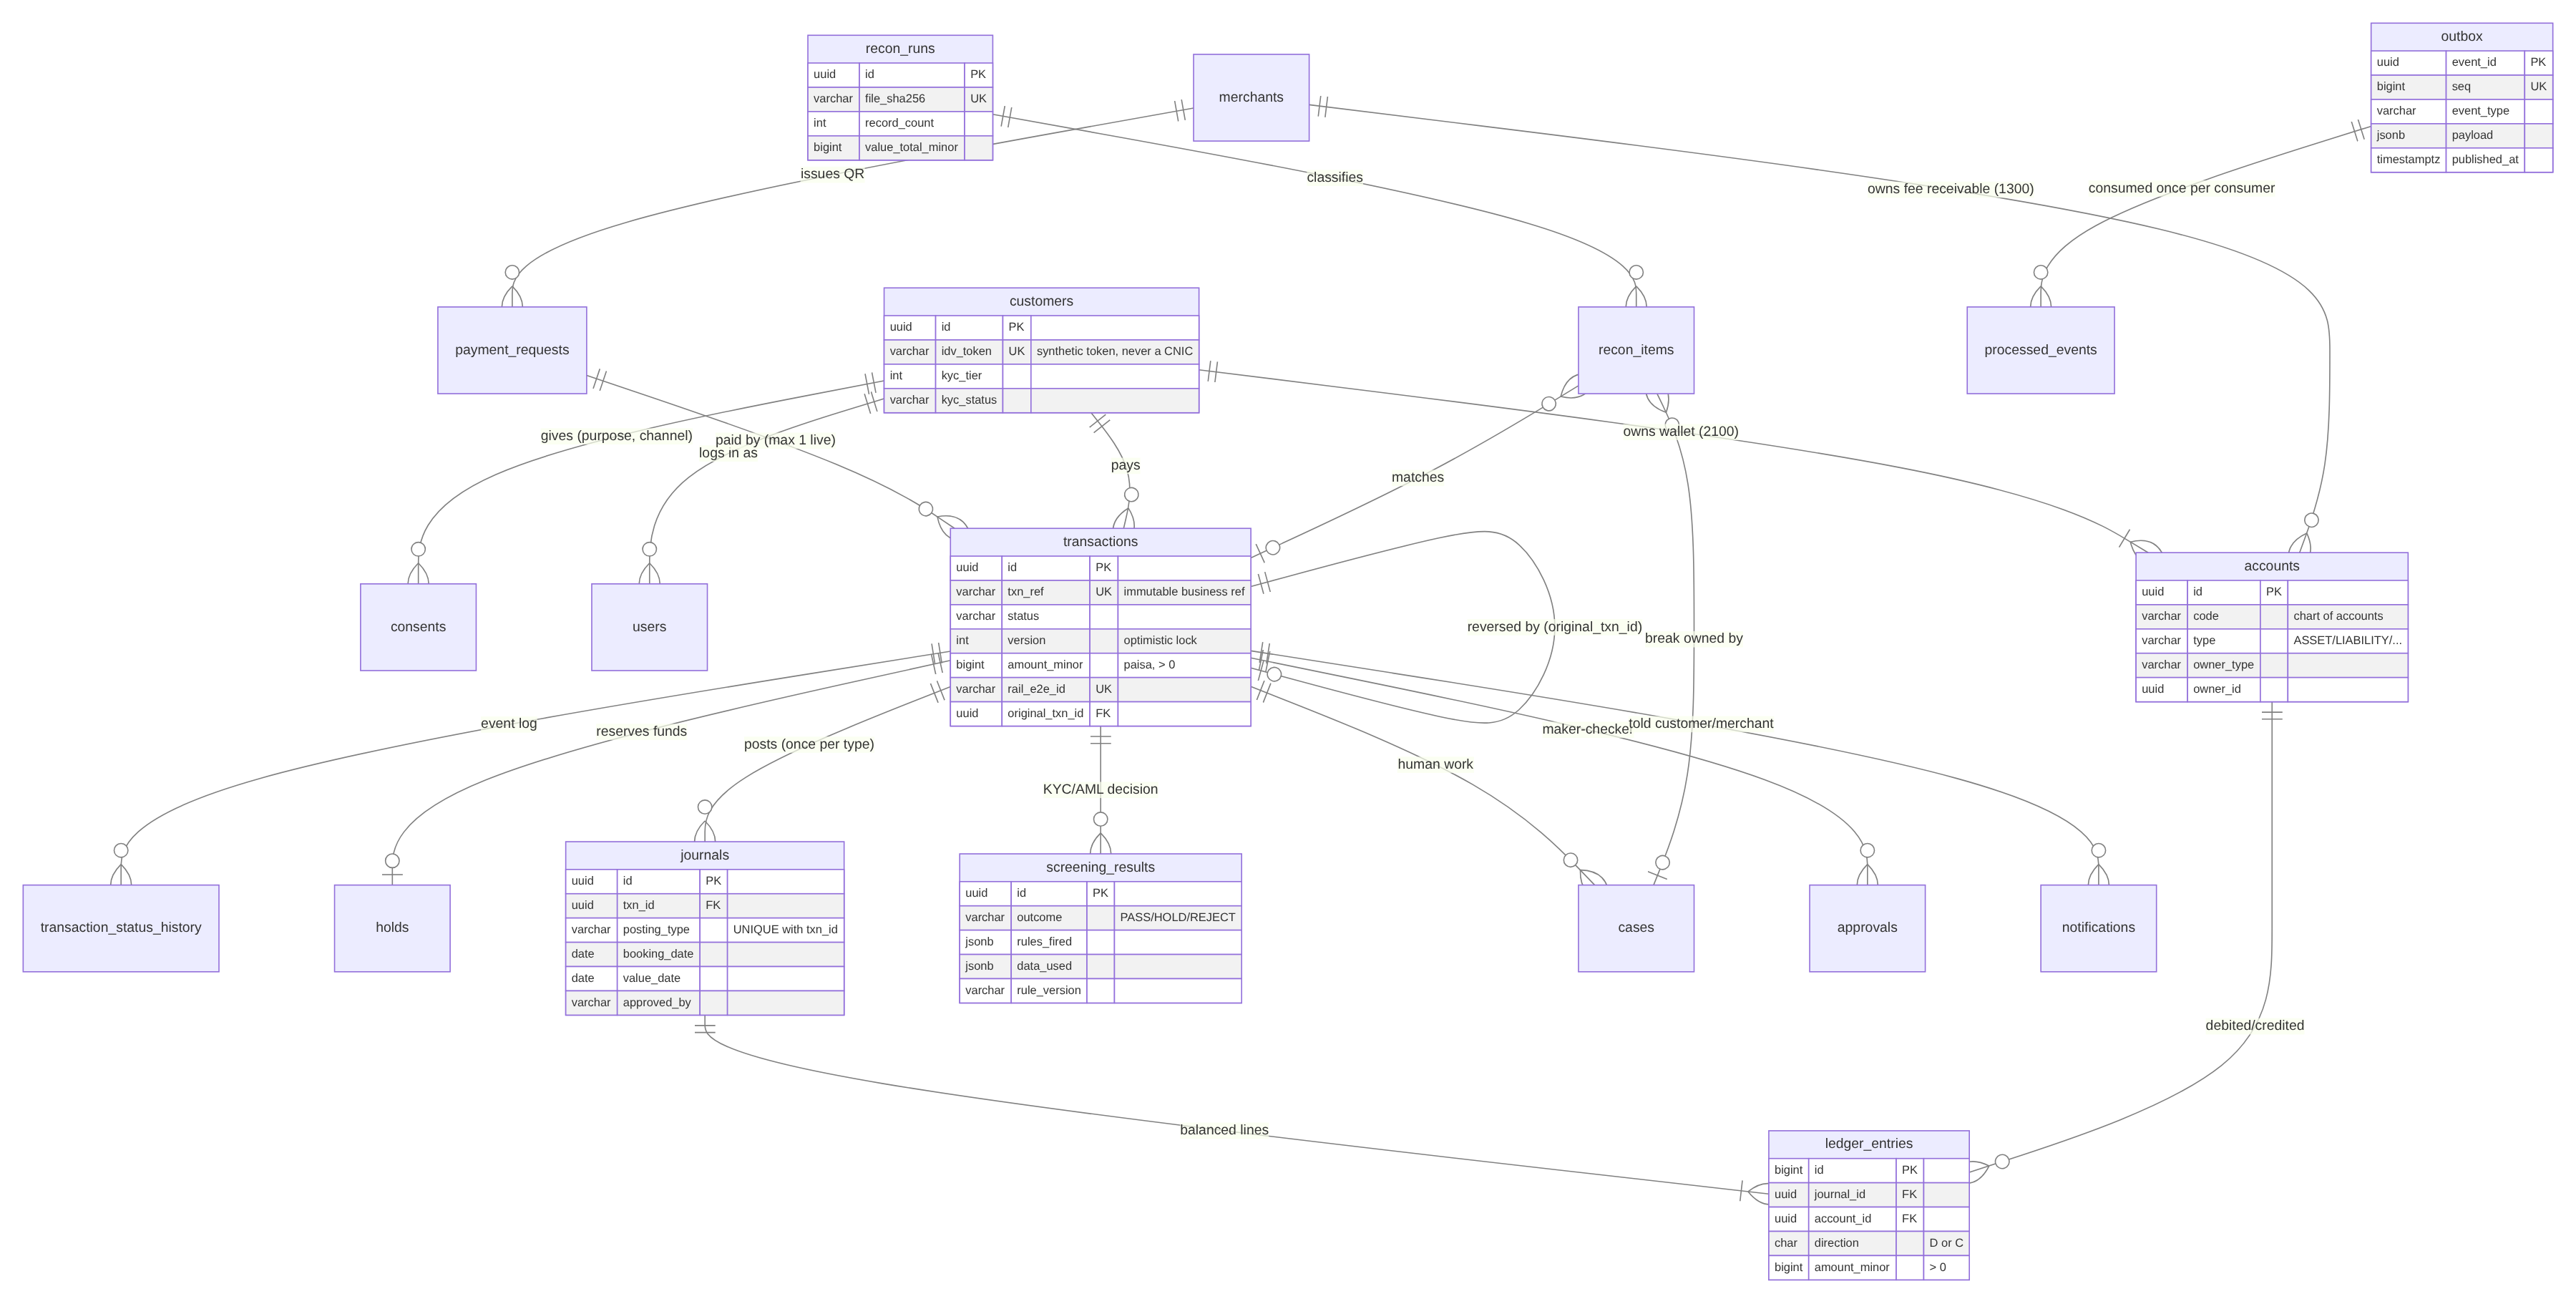 recon_runs
uuid id PK
varchar file_sha256 UK
int record_count
bigint value_total_minor
merchants
outbox
uuid event_id PK
bigint seq UK
varchar event_type
jsonb payload
timestamptz published_at
issues QR
classifies
owns fee receivable (1300)
consumed once per consumer
payment_requests
customers
uuid id PK
varchar idv_token UK synthetic token, never a CNIC
int kyc_tier
varchar kyc_status
recon_items
processed_events
gives (purpose, channel)
paid by (max 1 live)
logs in as
pays
matches
owns wallet (2100)
consents
users
transactions
uuid id PK
varchar txn_ref UK immutable business ref
varchar status
int version optimistic lock
bigint amount_minor paisa, > 0
varchar rail_e2e_id UK
uuid original_txn_id FK
reversed by (original_txn_id)
break owned by
accounts
uuid id PK
varchar code chart of accounts
varchar type ASSET/LIABILITY/...
varchar owner_type
uuid owner_id
event log
reserves funds
posts (once per type)
KYC/AML decision
human work
maker-checke
told customer/merchant
transaction_status_history
holds
journals
uuid id PK
uuid txn_id FK
varchar posting_type UNIQUE with txn_id
date booking_date
date value_date
varchar approved_by
screening_results
uuid id PK
varchar outcome PASS/HOLD/REJECT
jsonb rules_fired
jsonb data_used
varchar rule_version
cases
approvals
notifications
debited/credited
balanced lines
ledger_entries
bigint id PK
uuid journal_id FK
uuid account_id FK
char direction D or C
bigint amount_minor > 0